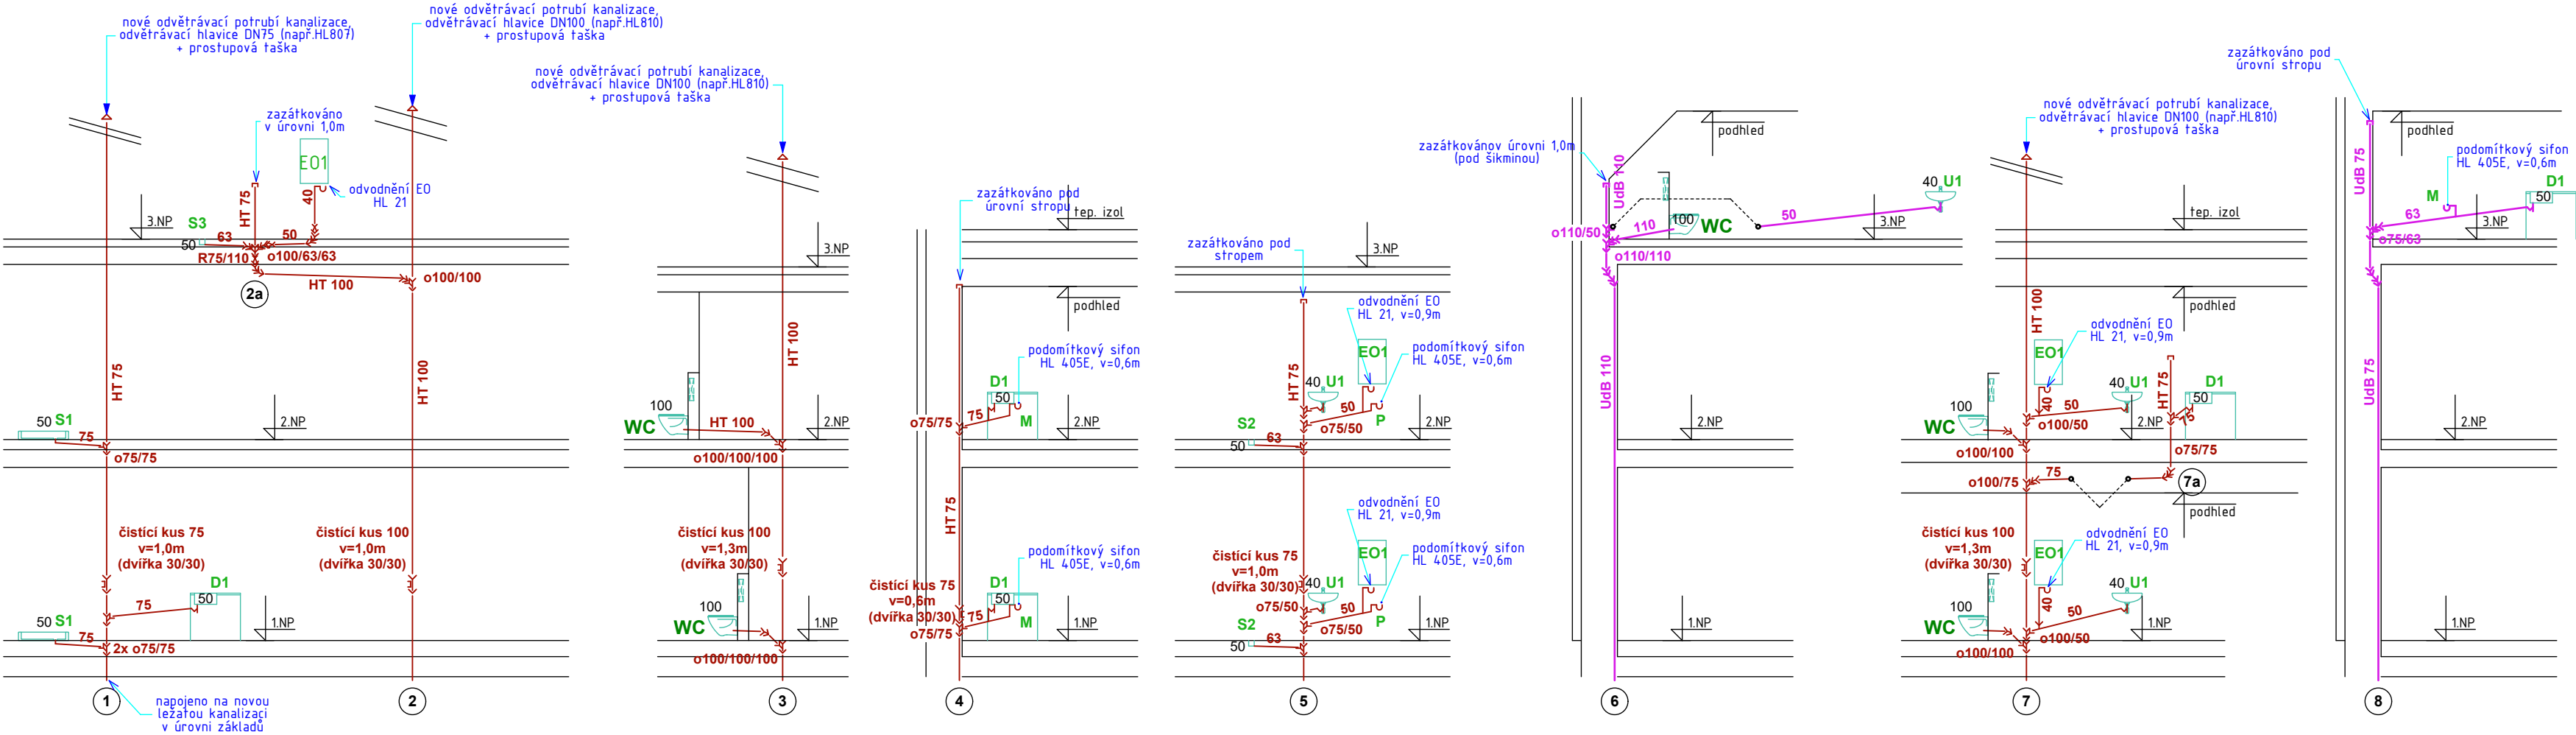 nové odvětrávací potrubí kanalizace,
odvětrávací hlavice DN75 (např.HL807)
+ prostupová taška
zazátkováno
v úrovni 1,0m
EO1
odvodnění EO
HL 21
HT 75
40
3.NP
S3
50
63
50
R75/110
o100/63/63
2a
HT 100
o100/100
HT 75
50 S1
75
o75/75
2.NP
čistící kus 75
v=1,0m
(dvířka 30/30)
75
D1
50
50 S1
75
2x o75/75
1.NP
1
napojeno na novou
ležatou kanalizaci
v úrovni základů
nové odvětrávací potrubí kanalizace,
odvětrávací hlavice DN100 (např.HL810)
+ prostupová taška
HT 100
čistící kus 100
v=1,0m
(dvířka 30/30)
2
nové odvětrávací potrubí kanalizace,
odvětrávací hlavice DN100 (např.HL810)
+ prostupová taška
3.NP
HT 100
100
WC
HT 100
2.NP
o100/100/100
čistící kus 100
v=1,3m
(dvířka 30/30)
100
WC
1.NP
o100/100/100
3
zazátkováno pod
úrovní stropu
tep. izol
podhled
podomítkový sifon
HL 405E, v=0,6m
D1
50
75
o75/75
M
2.NP
HT 75
podomítkový sifon
HL 405E, v=0,6m
čistící kus 75
v=0,6m
(dvířka 30/30)
D1
50
75
o75/75
M
1.NP
4
zazátkováno pod
stropem
3.NP
odvodnění EO
HL 21, v=0,9m
EO1
podomítkový sifon
HL 405E, v=0,6m
HT 75
40 U1
50
o75/50
P
S2
50
63
2.NP
odvodnění EO
HL 21, v=0,9m
EO1
podomítkový sifon
HL 405E, v=0,6m
čistící kus 75
v=1,0m
(dvířka 30/30)
40 U1
o75/50
50
o75/50
P
S2
50
63
1.NP
5
zazátkovánov úrovni 1,0m
(pod šikminou)
UdB 110
podhled
o110/50
110
100
WC
o110/110
50
40 U1
3.NP
UdB 110
2.NP
1.NP
6
nové odvětrávací potrubí kanalizace,
odvětrávací hlavice DN100 (např.HL810)
+ prostupová taška
tep. izol
podhled
HT 100
odvodnění EO
HL 21, v=0,9m
EO1
100
WC
40
50
40 U1
o100/50
o100/100
HT 75
D1
50
75
2.NP
o75/75
75
o100/75
7a
podhled
čistící kus 100
v=1,3m
(dvířka 30/30)
odvodnění EO
HL 21, v=0,9m
EO1
100
WC
40
50
40 U1
o100/50
o100/100
1.NP
7
zazátkováno pod
úrovní stropu
podhled
UdB 75
podomítkový sifon
HL 405E, v=0,6m
M
D1
50
63
o75/63
3.NP
UdB 75
2.NP
1.NP
8